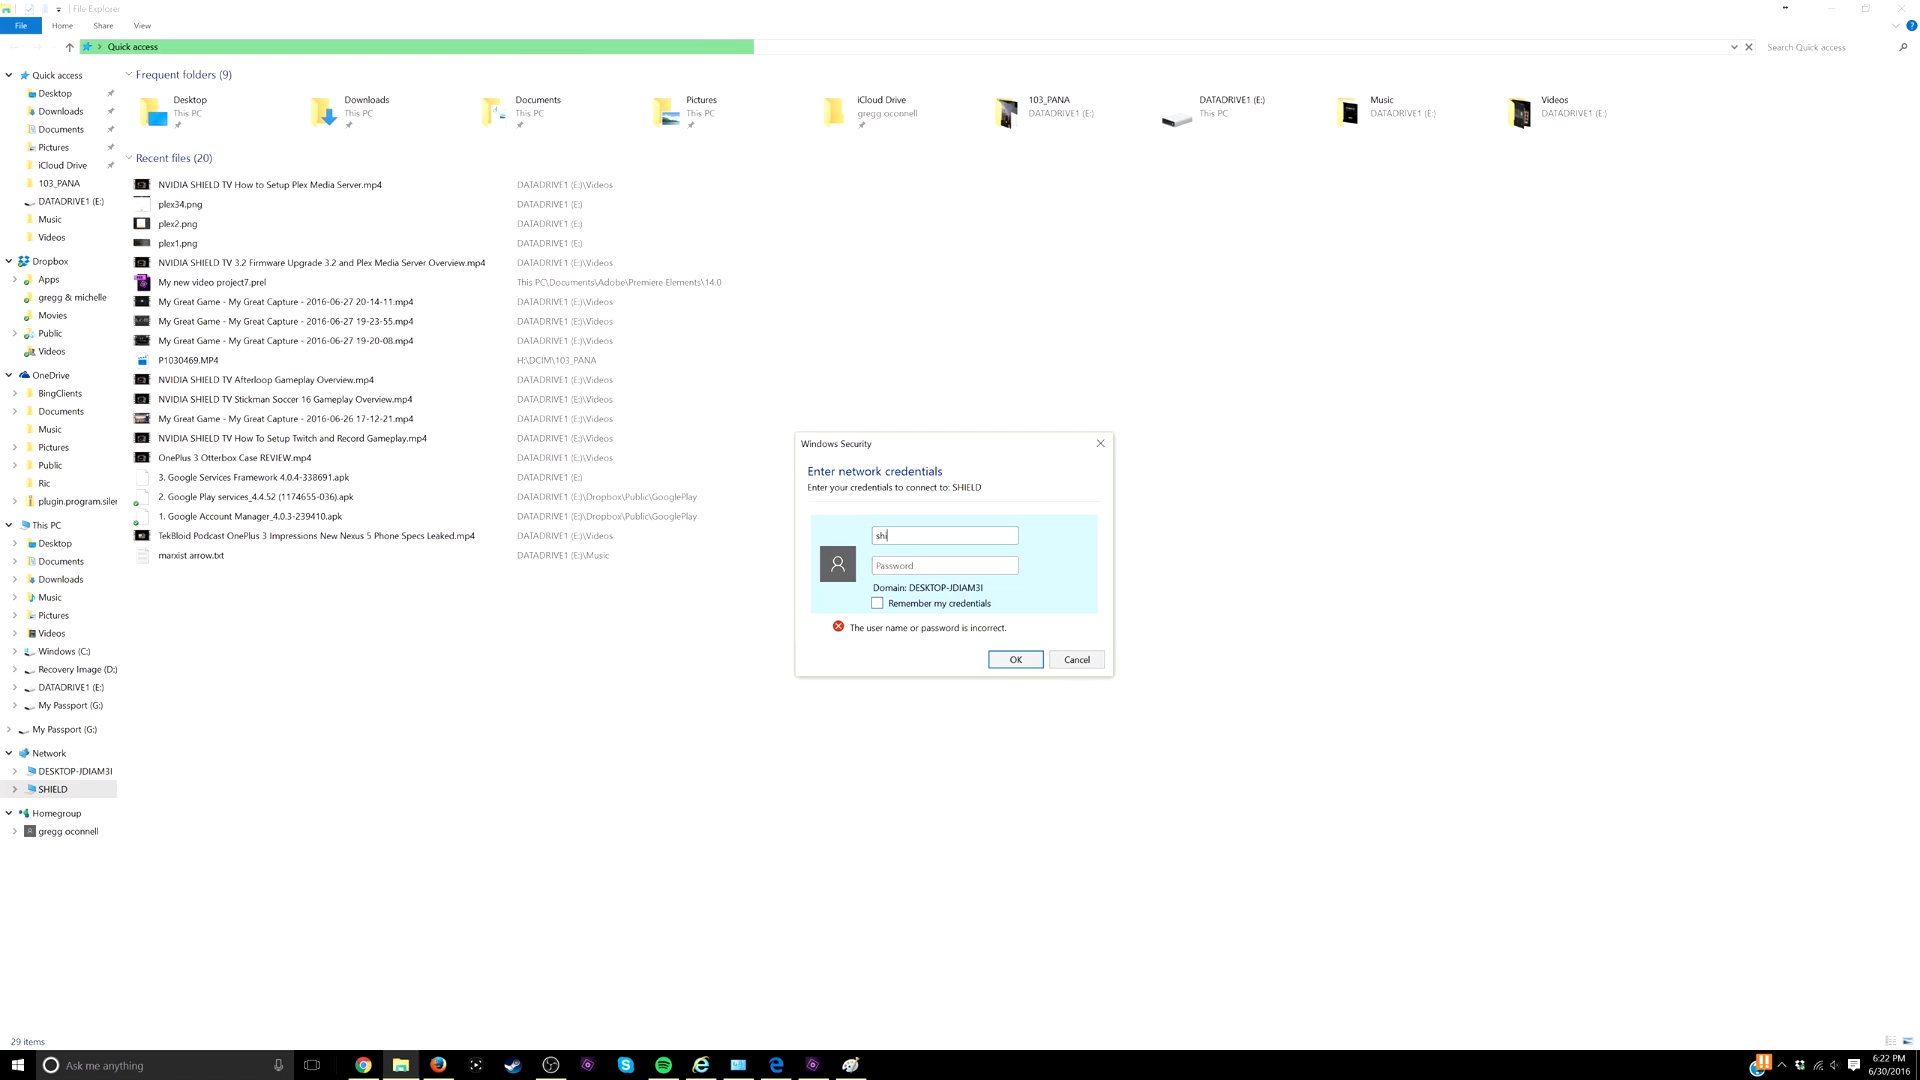 File Explorer
File Home Share View
Quick access
Search Quick access
Quick access
Desktop
Downloads
Documents
Pictures
iCloud Drive
103_PANA
DATADRIVE1 (E:)
Music
Videos
Dropbox
Apps
gregg & michelle
Movies
Public
Videos
OneDrive
BingClients
Documents
Music
Pictures
Public
Ric
plugin.program.siler
This PC
Desktop
Documents
Downloads
Music
Pictures
Videos
Windows (C:)
Recovery Image (D:)
DATADRIVE1 (E:)
My Passport (G:)
My Passport (G:)
Network
DESKTOP-JDIAM3I
SHIELD
Homegroup
gregg oconnell
Frequent folders (9)
Desktop
This PC
Downloads
This PC
Documents
This PC
Pictures
This PC
iCloud Drive
gregg oconnell
103_PANA
DATADRIVE1 (E:)
DATADRIVE1 (E:)
This PC
Music
DATADRIVE1 (E:)
Videos
DATADRIVE1 (E:)
Recent files (20)
NVIDIA SHIELD TV How to Setup Plex Media Server.mp4 DATADRIVE1 (E:)\Videos
plex34.png DATADRIVE1 (E:)
plex2.png DATADRIVE1 (E:)
plex1.png DATADRIVE1 (E:)
NVIDIA SHIELD TV 3.2 Firmware Upgrade 3.2 and Plex Media Server Overview.mp4 DATADRIVE1 (E:)\Videos
My new video project7.prel This PC\Documents\Adobe\Premiere Elements\14.0
My Great Game - My Great Capture - 2016-06-27 20-14-11.mp4 DATADRIVE1 (E:)\Videos
My Great Game - My Great Capture - 2016-06-27 19-23-55.mp4 DATADRIVE1 (E:)\Videos
My Great Game - My Great Capture - 2016-06-27 19-20-08.mp4 DATADRIVE1 (E:)\Videos
P1030469.MP4 H:\DCIM\103_PANA
NVIDIA SHIELD TV Afterloop Gameplay Overview.mp4 DATADRIVE1 (E:)\Videos
NVIDIA SHIELD TV Stickman Soccer 16 Gameplay Overview.mp4 DATADRIVE1 (E:)\Videos
My Great Game - My Great Capture - 2016-06-26 17-12-21.mp4 DATADRIVE1 (E:)\Videos
NVIDIA SHIELD TV How To Setup Twitch and Record Gameplay.mp4 DATADRIVE1 (E:)\Videos
OnePlus 3 Otterbox Case REVIEW.mp4 DATADRIVE1 (E:)\Videos
3. Google Services Framework 4.0.4-338691.apk DATADRIVE1 (E:)
2. Google Play services_4.4.52 (1174655-036).apk DATADRIVE1 (E:)\Dropbox\Public\GooglePlay
1. Google Account Manager_4.0.3-239410.apk DATADRIVE1 (E:)\Dropbox\Public\GooglePlay
TekBloid Podcast OnePlus 3 Impressions New Nexus 5 Phone Specs Leaked.mp4 DATADRIVE1 (E:)\Videos
marxist arrow.txt DATADRIVE1 (E:)\Music
Windows Security
Enter network credentials
Enter your credentials to connect to: SHIELD
shi
Password
Domain: DESKTOP-JDIAM3I
Remember my credentials
The user name or password is incorrect.
OK Cancel
29 items
Ask me anything
6:22 PM
6/30/2016